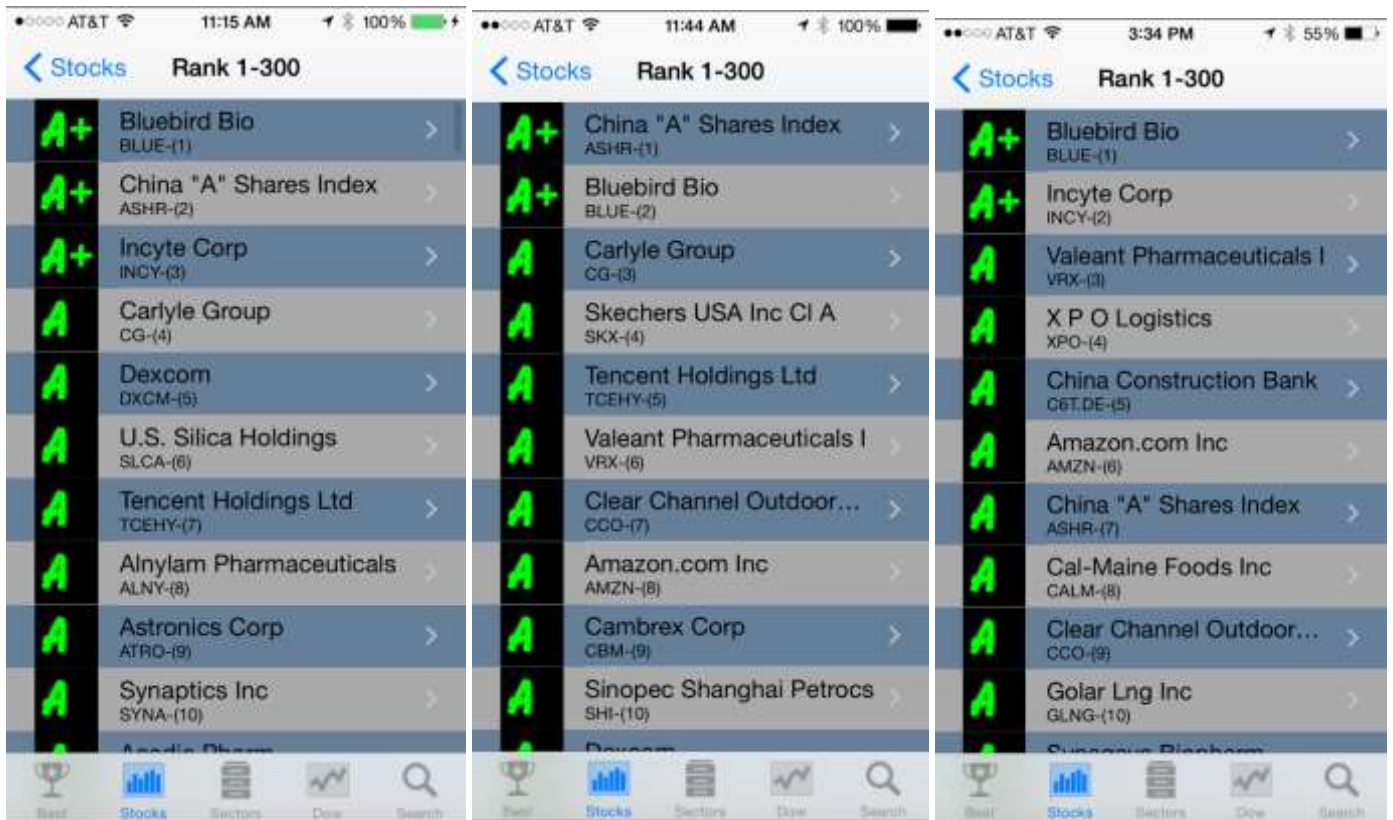 AT&T 11:15 AM 100%
Stocks Rank 1-300
A+ Bluebird Bio
BLUE-(1)
A+ China "A" Shares Index
ASHR-(2)
A+ Incyte Corp
INCY-(3)
A Carlyle Group
CG-(4)
A Dexcom
DXCM-(5)
A U.S. Silica Holdings
SLCA-(6)
A Tencent Holdings Ltd
TCEHY-(7)
A Alnylam Pharmaceuticals
ALNY-(8)
A Astronics Corp
ATRO-(9)
A Synaptics Inc
SYNA-(10)
Best Stocks Sectors Dow Search
AT&T 11:44 AM 100%
Stocks Rank 1-300
A+ China "A" Shares Index
ASHR-(1)
A+ Bluebird Bio
BLUE-(2)
A Carlyle Group
CG-(3)
A Skechers USA Inc Cl A
SKX-(4)
A Tencent Holdings Ltd
TCEHY-(5)
A Valeant Pharmaceuticals I
VRX-(6)
A Clear Channel Outdoor...
CCO-(7)
A Amazon.com Inc
AMZN-(8)
A Cambrex Corp
CBM-(9)
A Sinopec Shanghai Petrocs
SHI-(10)
Best Stocks Sectors Dow Search
AT&T 3:34 PM 55%
Stocks Rank 1-300
A+ Bluebird Bio
BLUE-(1)
A+ Incyte Corp
INCY-(2)
A Valeant Pharmaceuticals I
VRX-(3)
A X P O Logistics
XPO-(4)
A China Construction Bank
C6T.DE-(5)
A Amazon.com Inc
AMZN-(6)
A China "A" Shares Index
ASHR-(7)
A Cal-Maine Foods Inc
CALM-(8)
A Clear Channel Outdoor...
CCO-(9)
A Golar Lng Inc
GLNG-(10)
Best Stocks Sectors Dow Search